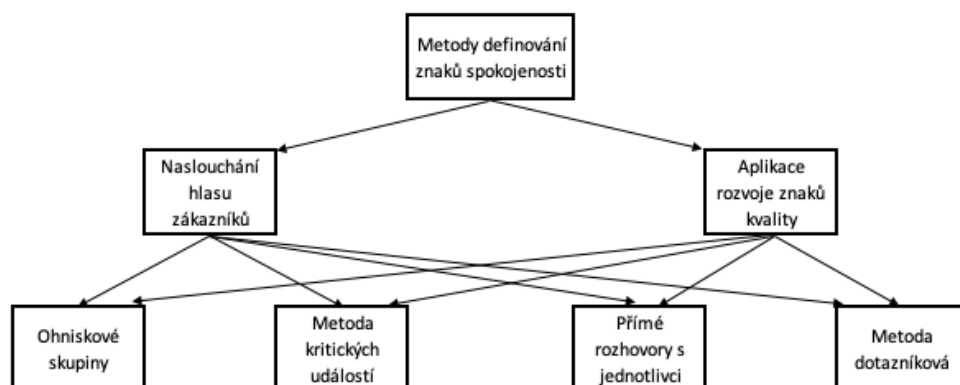 Metody definování
znaků spokojenosti
Naslouchání
hlasu
zákazníků
Aplikace
rozvoje znaků
kvality
Ohniskové
skupiny
Metoda
kritických
událostí
Přímé
rozhovory s
jednotlivci
Metoda
dotazníková